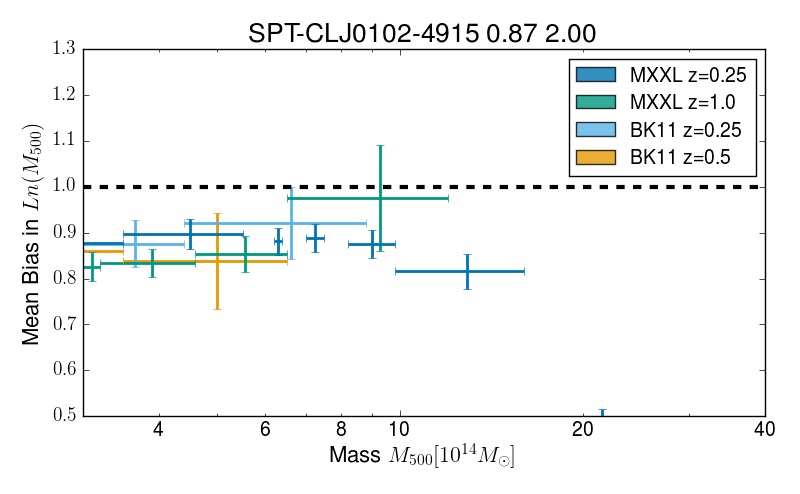 SPT-CLJ0102-4915 0.87 2.00
1.3
1.2
1.1
1.0
0.9
0.8
0.7
0.6
0.5
Mean Bias in Ln(M500)
MXXL z=0.25
MXXL z=1.0
BK11 z=0.25
BK11 z=0.5
4 6 8 10 20 40
Mass M500[10^14 M⊙]